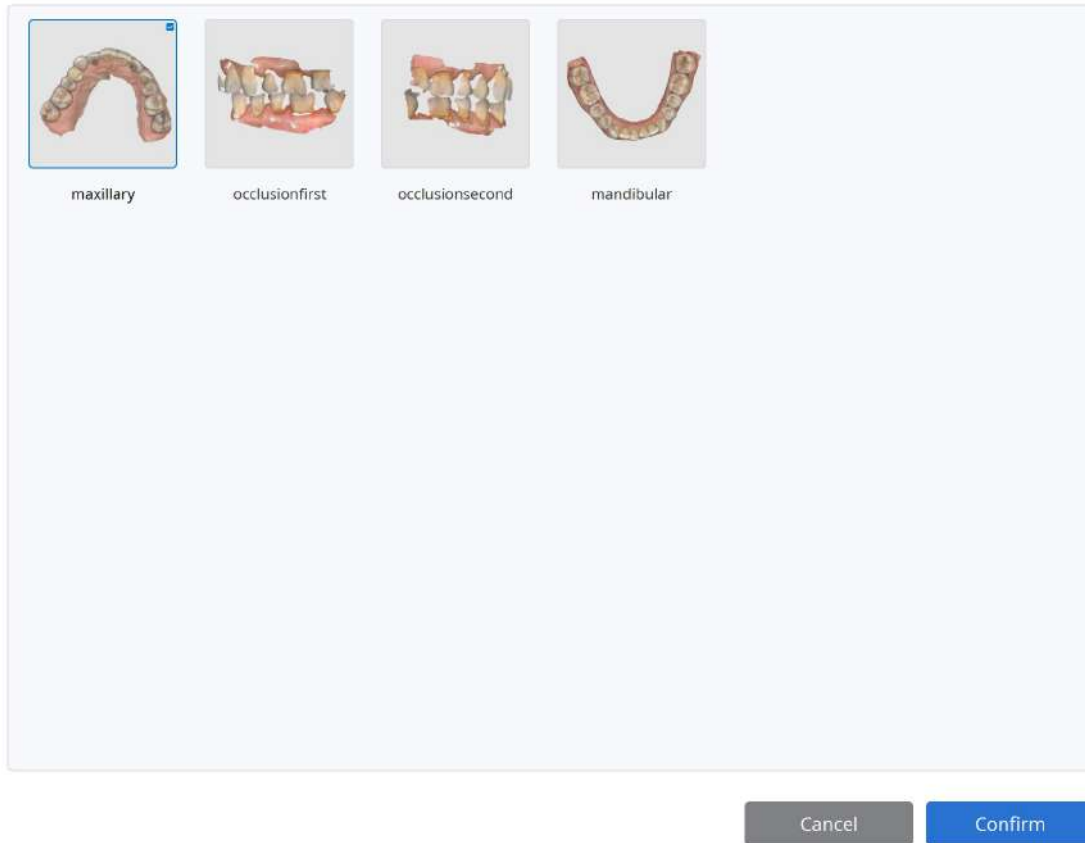 maxillary
occlusionfirst
occlusionsecond
mandibular
Cancel
Confirm